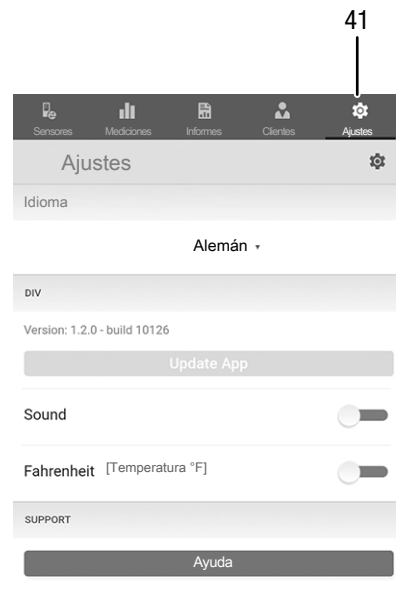 41
Sensores Mediciones Informes Clientes Ajustes
Ajustes
Idioma
Alemán
DIV
Version: 1.2.0 - build 10126
Update App
Sound
Fahrenheit [Temperatura °F]
SUPPORT
Ayuda